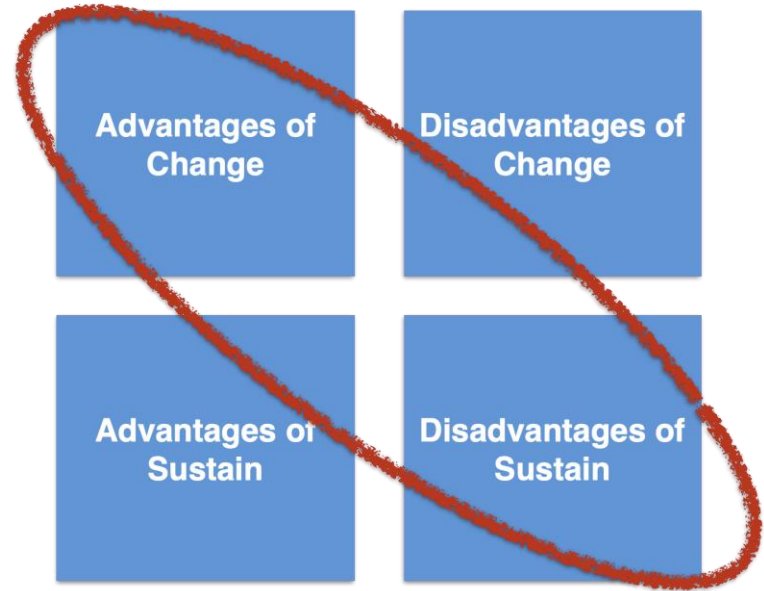 Advantages of
Change
Disadvantages of
Change
Advantages of
Sustain
Disadvantages of
Sustain